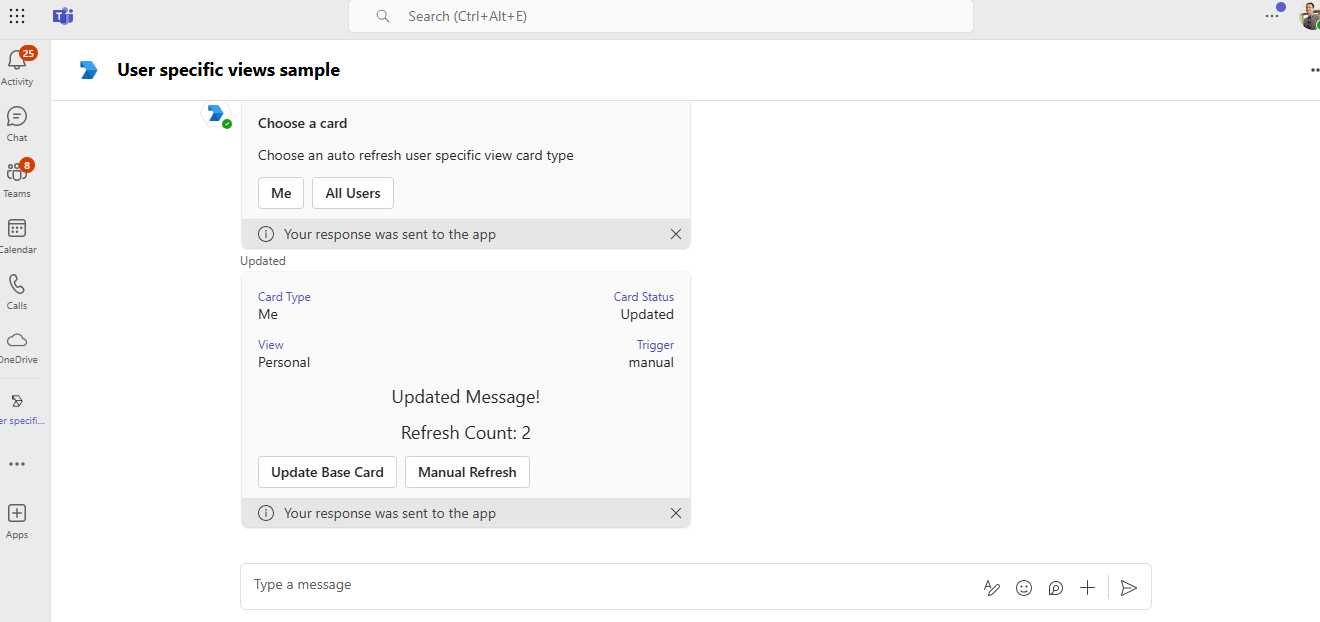 Search (Ctrl+Alt+E)
25
Activity
Chat
8
Teams
Calendar
Calls
OneDrive
er specifi...
Apps
User specific views sample
Choose a card
Choose an auto refresh user specific view card type
Me
All Users
Your response was sent to the app
Updated
Card Type
Card Status
Me
Updated
View
Trigger
Personal
manual
Updated Message!
Refresh Count: 2
Update Base Card
Manual Refresh
Your response was sent to the app
Type a message